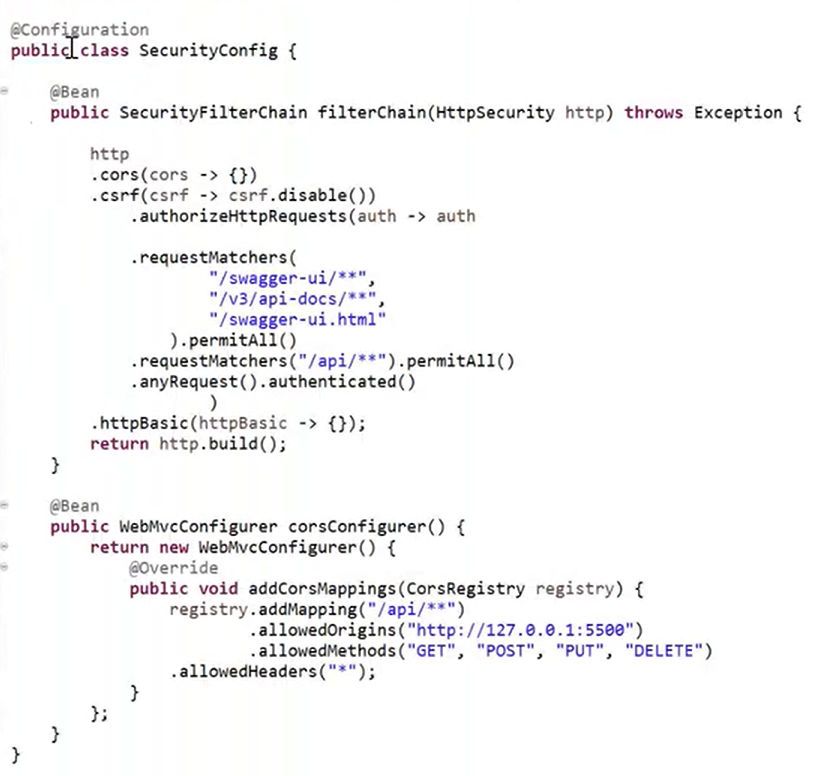 @Configuration
public class SecurityConfig {
@Bean
public SecurityFilterChain filterChain(HttpSecurity http) throws Exception {
http
.cors(cors -> {})
.csrf(csrf -> csrf.disable())
.authorizeHttpRequests(auth -> auth
.requestMatchers(
"/swagger-ui/**",
"/v3/api-docs/**",
"/swagger-ui.html"
).permitAll()
.requestMatchers("/api/**").permitAll()
.anyRequest().authenticated()
)
.httpBasic(httpBasic -> {});
return http.build();
}
@Bean
public WebMvcConfigurer corsConfigurer() {
return new WebMvcConfigurer() {
@Override
public void addCorsMappings(CorsRegistry registry) {
registry.addMapping("/api/**")
.allowedOrigins("http://127.0.0.1:5500")
.allowedMethods("GET", "POST", "PUT", "DELETE")
.allowedHeaders("*");
}
};
}
}